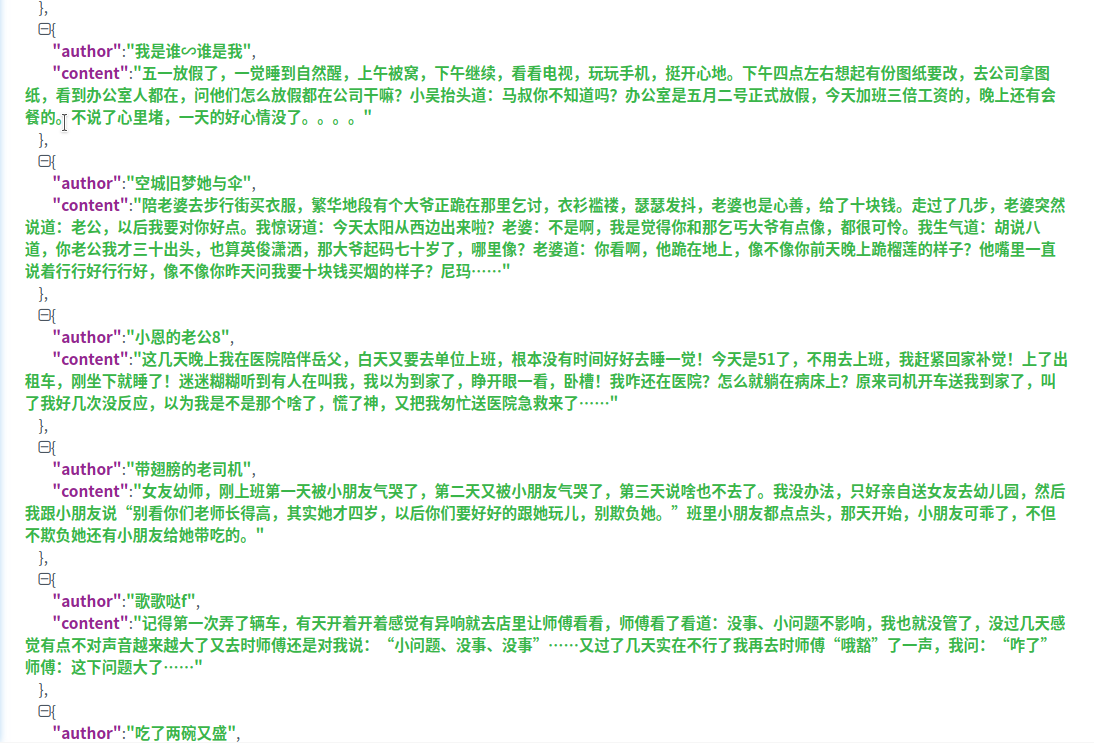 },
{
"author":"我是谁∽谁是我",
"content":"五一放假了，一觉睡到自然醒，上午被窝，下午继续，看看电视，玩玩手机，挺开心地。下午四点左右想起有份图纸要改，去公司拿图
纸，看到办公室人都在，问他们怎么放假都在公司干嘛？小吴抬头道：马叔你不知道吗？办公室是五月二号正式放假，今天加班三倍工资的，晚上还有会
餐的。不说了心里堵，一天的好心情没了。。。。"
},
{
"author":"空城旧梦她与伞",
"content":"陪老婆去步行街买衣服，繁华地段有个大爷正跪在那里乞讨，衣衫褴褛，瑟瑟发抖，老婆也是心善，给了十块钱。走过了几步，老婆突然
说道：老公，以后我要对你好点。我惊讶道：今天太阳从西边出来啦？老婆：不是啊，我是觉得你和那乞丐大爷有点像，都很可怜。我生气道：胡说八
道，你老公我才三十出头，也算英俊潇洒，那大爷起码七十岁了，哪里像？老婆道：你看啊，他跪在地上，像不像你前天晚上跪榴莲的样子？他嘴里一直
说着行行好行行好，像不像你昨天问我要十块钱买烟的样子？尼玛……"
},
{
"author":"小恩的老公8",
"content":"这几天晚上我在医院陪伴岳父，白天又要去单位上班，根本没有时间好好去睡一觉！今天是51了，不用去上班，我赶紧回家补觉！上了出
租车，刚坐下就睡了！迷迷糊糊听到有人在叫我，我以为到家了，睁开眼一看，卧槽！我咋还在医院？怎么就躺在病床上？原来司机开车送我到家了，叫
了我好几次没反应，以为我是不是那个啥了，慌了神，又把我匆忙送医院急救来了……"
},
{
"author":"带翅膀的老司机",
"content":"女友幼师，刚上班第一天被小朋友气哭了，第二天又被小朋友气哭了，第三天说啥也不去了。我没办法，只好亲自送女友去幼儿园，然后
我跟小朋友说“别看你们老师长得高，其实她才四岁，以后你们要好好的跟她玩儿，别欺负她。”班里小朋友都点点头，那天开始，小朋友可乖了，不但
不欺负她还有小朋友给她带吃的。"
},
{
"author":"歌歌哒f",
"content":"记得第一次弄了辆车，有天开着开着感觉有异响就去店里让师傅看看，师傅看了看道：没事、小问题不影响，我也就没管了，没过几天感
觉有点不对声音越来越大了又去时师傅还是对我说：“小问题、没事、没事”……又过了几天实在不行了我再去时师傅“哦豁”了一声，我问：“咋了”
师傅：这下问题大了……"
},
{
"author":"吃了两碗又盛",